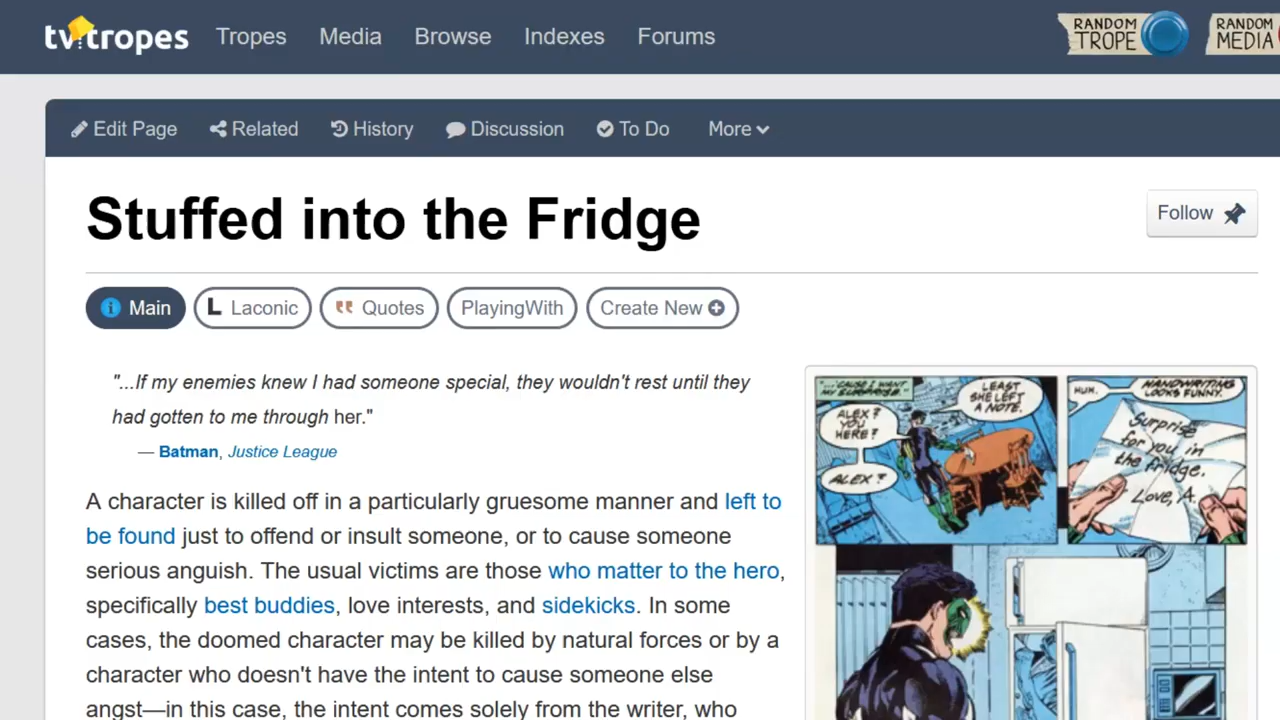 tvtropes Tropes Media Browse Indexes Forums RANDOM TROPE RANDOM MEDIA
Edit Page Related History Discussion To Do More
Stuffed into the Fridge
Follow
Main Laconic Quotes PlayingWith Create New
"...If my enemies knew I had someone special, they wouldn't rest until they
had gotten to me through her."
— Batman, Justice League
A character is killed off in a particularly gruesome manner and left to
be found just to offend or insult someone, or to cause someone
serious anguish. The usual victims are those who matter to the hero,
specifically best buddies, love interests, and sidekicks. In some
cases, the doomed character may be killed by natural forces or by a
character who doesn't have the intent to cause someone else
angst—in this case, the intent comes solely from the writer, who
"...'CAUSE I WANT
MY SURPRISE."
ALEX?
YOU
HERE?
ALEX?
LEAST
SHE LEFT
A NOTE.
HUH.
HANDWRITING
LOOKS FUNNY.
Surprise
for you in
the fridge.
Love, A.